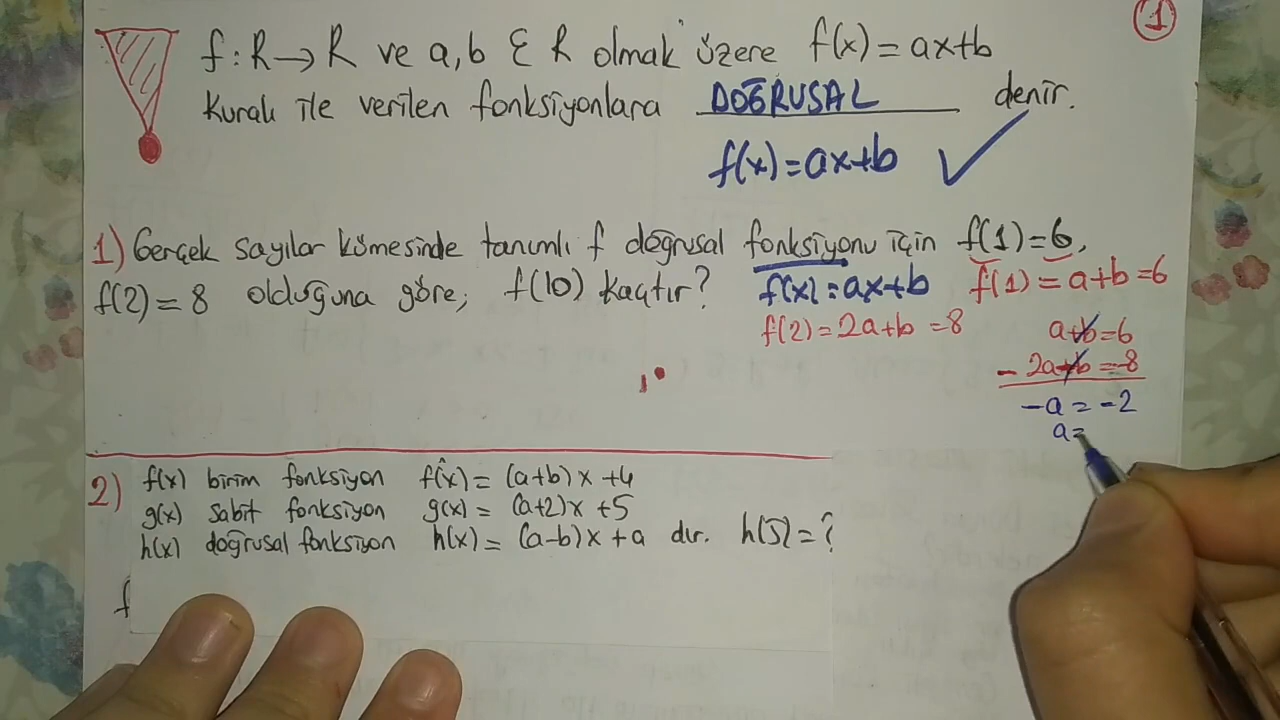 1
f:R→R ve a,b ∈ R olmak üzere f(x)=ax+b
kuralı ile verilen fonksiyonlara DOĞRUSAL denir.
f(x)=ax+b ✓
1) Gerçek sayılar kümesinde tanımlı f doğrusal fonksiyonu için f(1)=6,
f(2)=8 olduğuna göre, f(10) kaçtır? f(x)=ax+b f(1)=a+b=6
f(2)=2a+b=8 a+b=6
- 2a+b=-8
-a=-2
a=
2) f(x) birim fonksiyon f(x)=(a+b)x+4
g(x) sabit fonksiyon g(x)=(a+2)x+5
h(x) doğrusal fonksiyon h(x)=(a-b)x+a dır. h(5)=?
f